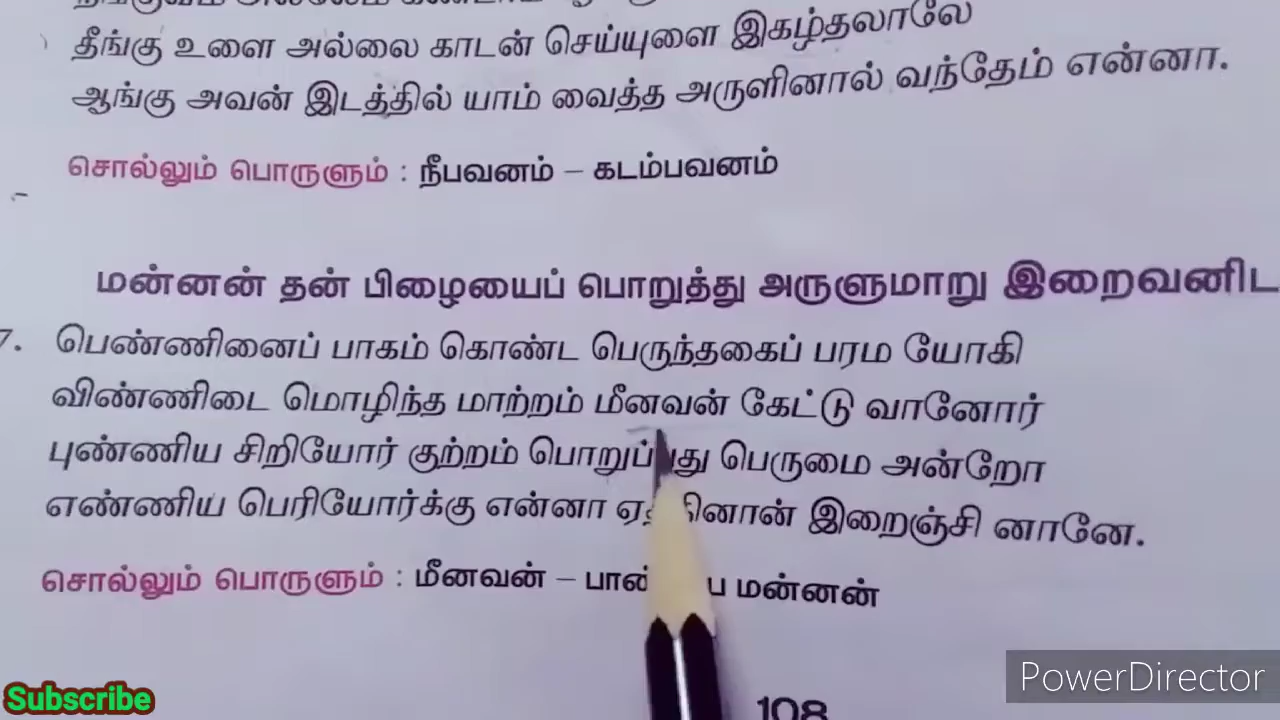 தீங்கு உளை அல்லை காடன் செய்யுளை இகழ்தலாலே
ஆங்கு அவன் இடத்தில் யாம் வைத்த அருளினால் வந்தேம் என்னா.
சொல்லும் பொருளும் : நீபவனம் – கடம்பவனம்
மன்னன் தன் பிழையைப் பொறுத்து அருளுமாறு இறைவனிட
7. பெண்ணினைப் பாகம் கொண்ட பெருந்தகைப் பரம யோகி
விண்ணிடை மொழிந்த மாற்றம் மீனவன் கேட்டு வானோர்
புண்ணிய சிறியோர் குற்றம் பொறுப்பது பெருமை அன்றோ
எண்ணிய பெரியோர்க்கு என்னா இறைஞ்சி னானே.
சொல்லும் பொருளும் : மீனவன் – மன்னன்
108
PowerDirector
Subscribe